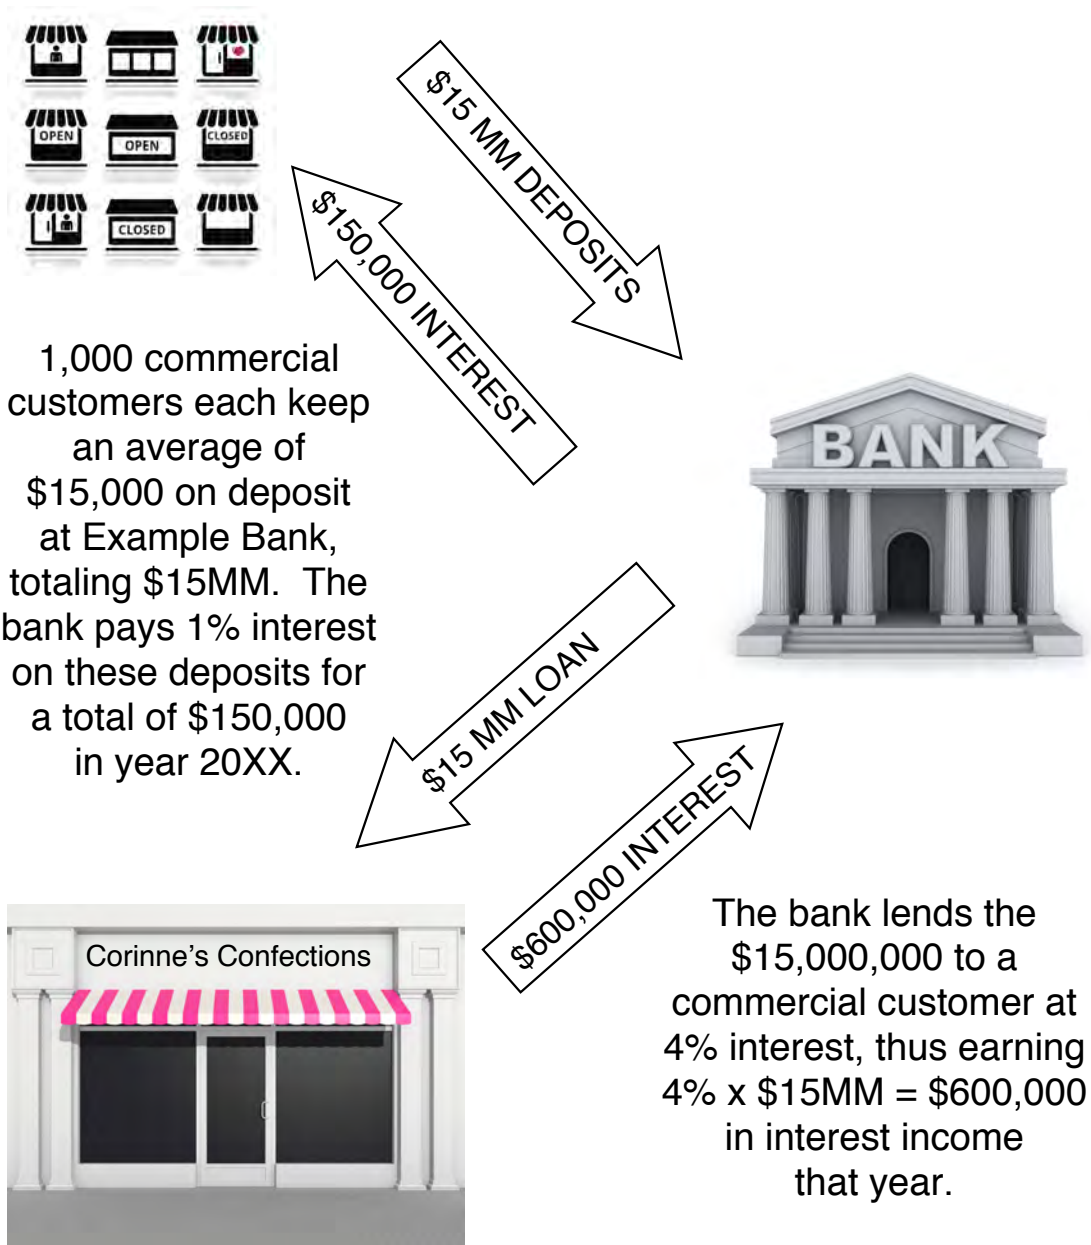 OPEN
OPEN
CLOSED
CLOSED
$15 MM DEPOSITS
$150,000 INTEREST
1,000 commercial
customers each keep
an average of
$15,000 on deposit
at Example Bank,
totaling $15MM.  The
bank pays 1% interest
on these deposits for
a total of $150,000
in year 20XX.
BANK
$15 MM LOAN
$600,000 INTEREST
Corinne's Confections
The bank lends the
$15,000,000 to a
commercial customer at
4% interest, thus earning
4% x $15MM = $600,000
in interest income
that year.